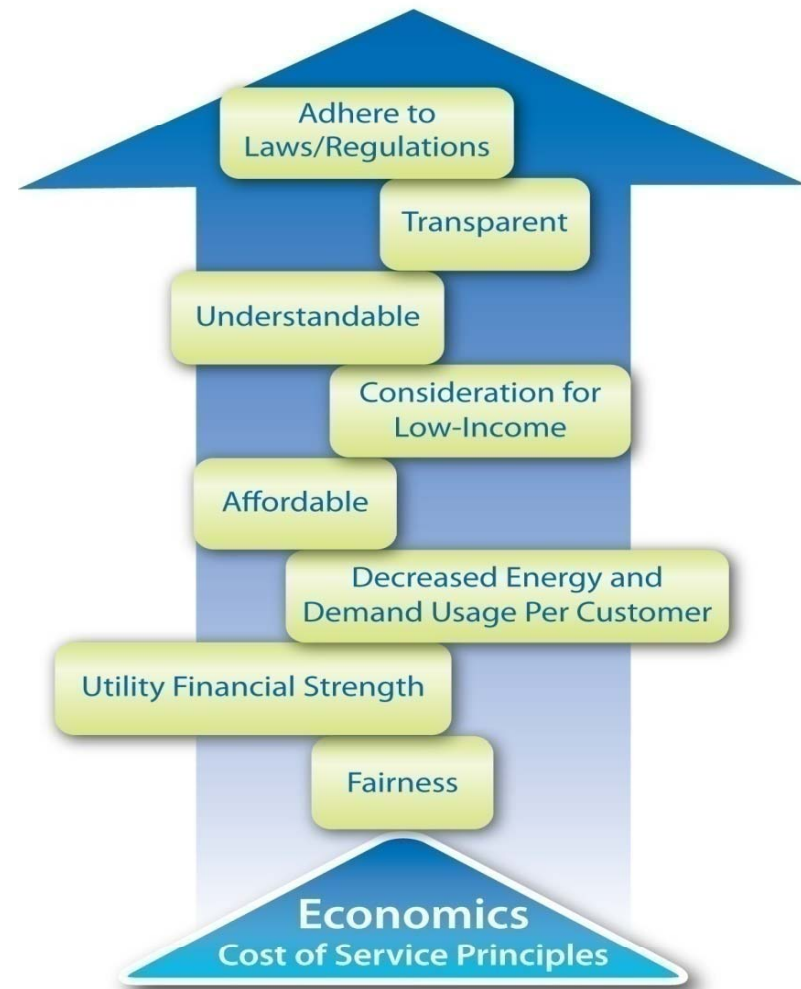 Adhere to
Laws/Regulations
Transparent
Understandable
Consideration for
Low-Income
Affordable
Decreased Energy and
Demand Usage Per Customer
Utility Financial Strength
Fairness
Economics
Cost of Service Principles